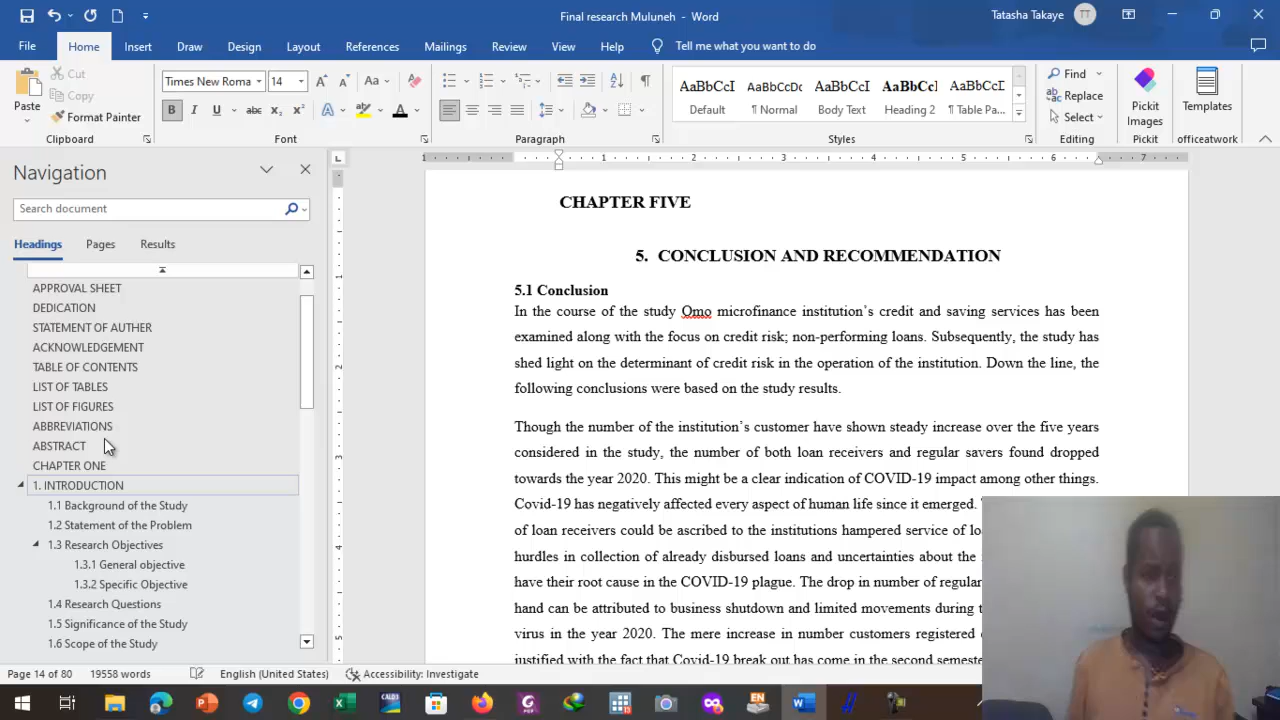 Final research Muluneh - Word
Tatasha Takaye TT
File Home Insert Draw Design Layout References Mailings Review View Help Tell me what you want to do
Paste
Cut
Copy
Format Painter
Times New Roma 14
Aa
B I U abc x₂ x² A A
AaBbCcI AaBbCcDc AaBbCcI AaBbCcI AaBbCcI
Default ¶ Normal Body Text Heading 2 ¶ Table Pa...
Find
Replace
Select
Pickit Images
Templates
Clipboard Font Paragraph Styles Editing Pickit officeatwork
Navigation
Search document
Headings Pages Results
APPROVAL SHEET
DEDICATION
STATEMENT OF AUTHER
ACKNOWLEDGEMENT
TABLE OF CONTENTS
LIST OF TABLES
LIST OF FIGURES
ABBREVIATIONS
ABSTRACT
CHAPTER ONE
1. INTRODUCTION
1.1 Background of the Study
1.2 Statement of the Problem
1.3 Research Objectives
1.3.1 General objective
1.3.2 Specific Objective
1.4 Research Questions
1.5 Significance of the Study
1.6 Scope of the Study
1 1 2 3 4 5 6 7
CHAPTER FIVE
5. CONCLUSION AND RECOMMENDATION
5.1 Conclusion
In the course of the study Omo microfinance institution's credit and saving services has been
examined along with the focus on credit risk; non-performing loans. Subsequently, the study has
shed light on the determinant of credit risk in the operation of the institution. Down the line, the
following conclusions were based on the study results.
Though the number of the institution's customer have shown steady increase over the five years
considered in the study, the number of both loan receivers and regular savers found dropped
towards the year 2020. This might be a clear indication of COVID-19 impact among other things.
Covid-19 has negatively affected every aspect of human life since it emerged.
of loan receivers could be ascribed to the institutions hampered service of
hurdles in collection of already disbursed loans and uncertainties about the
have their root cause in the COVID-19 plague. The drop in number of regular
hand can be attributed to business shutdown and limited movements during
virus in the year 2020. The mere increase in number customers registered
justified with the fact that Covid-19 break out has come in the second
Page 14 of 80 19558 words English (United States) Accessibility: Investigate